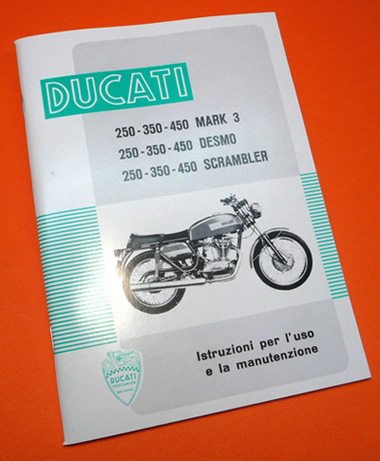 DUCATI
250-350-450 MARK 3
250-350-450 DESMO
250-350-450 SCRAMBLER
Istruzioni per l'uso
e la manutenzione
DUCATI
MECCANICA